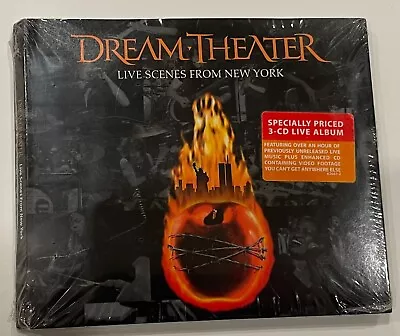 DREAM·THEATER
LIVE SCENES FROM NEW YORK
SPECIALLY PRICED
3-CD LIVE ALBUM
FEATURING OVER AN HOUR OF
PREVIOUSLY UNRELEASED LIVE
MUSIC PLUS ENHANCED CD
CONTAINING VIDEO FOOTAGE
YOU CAN'T GET ANYWHERE ELSE
Live Scenes From New York